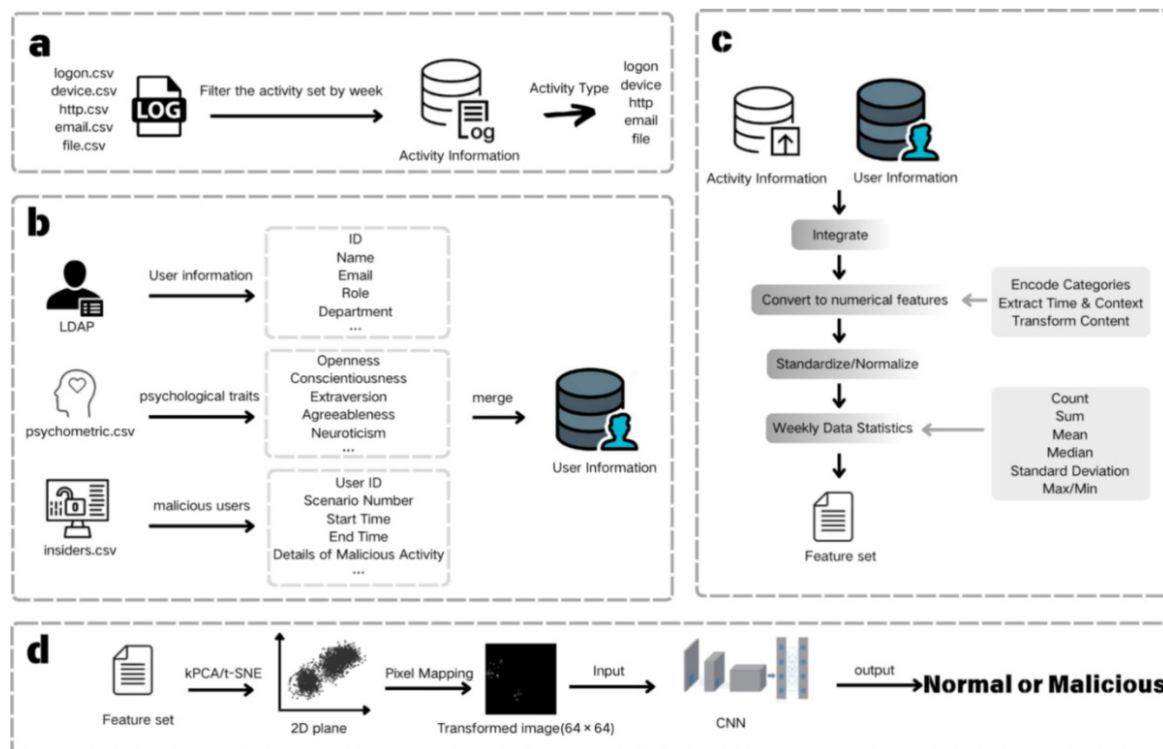 a
logon.csv
device.csv
http.csv
email.csv
file.csv
LOG
Filter the activity set by week
Log
Activity Information
Activity Type
logon
device
http
email
file
b
LDAP
User information
ID
Name
Email
Role
Department
...
psychometric.csv
psychological traits
Openness
Conscientiousness
Extraversion
Agreeableness
Neuroticism
...
insiders.csv
malicious users
User ID
Scenario Number
Start Time
End Time
Details of Malicious Activity
...
merge
User Information
c
Activity Information
User Information
Integrate
Convert to numerical features
Encode Categories
Extract Time & Context
Transform Content
Standardize/Normalize
Weekly Data Statistics
Count
Sum
Mean
Median
Standard Deviation
Max/Min
Feature set
d
Feature set
kPCA/t-SNE
2D plane
Pixel Mapping
Transformed image(64×64)
Input
CNN
output
Normal or Malicious